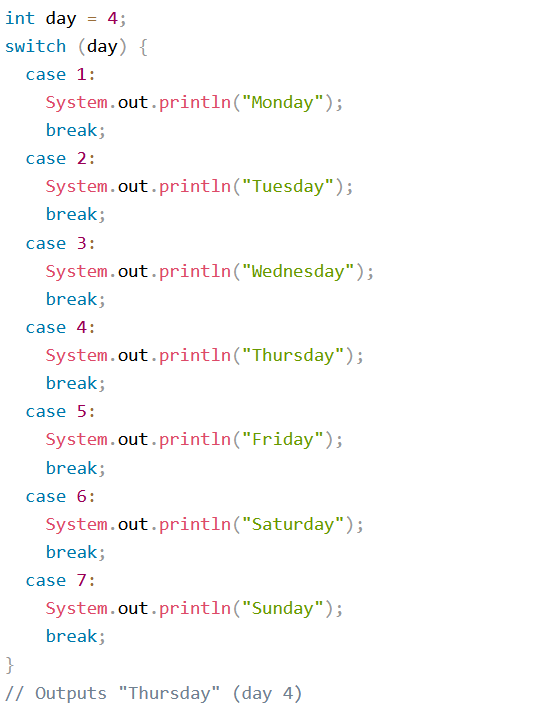 int day = 4;
switch (day) {
  case 1:
    System.out.println("Monday");
    break;
  case 2:
    System.out.println("Tuesday");
    break;
  case 3:
    System.out.println("Wednesday");
    break;
  case 4:
    System.out.println("Thursday");
    break;
  case 5:
    System.out.println("Friday");
    break;
  case 6:
    System.out.println("Saturday");
    break;
  case 7:
    System.out.println("Sunday");
    break;
}
// Outputs "Thursday" (day 4)